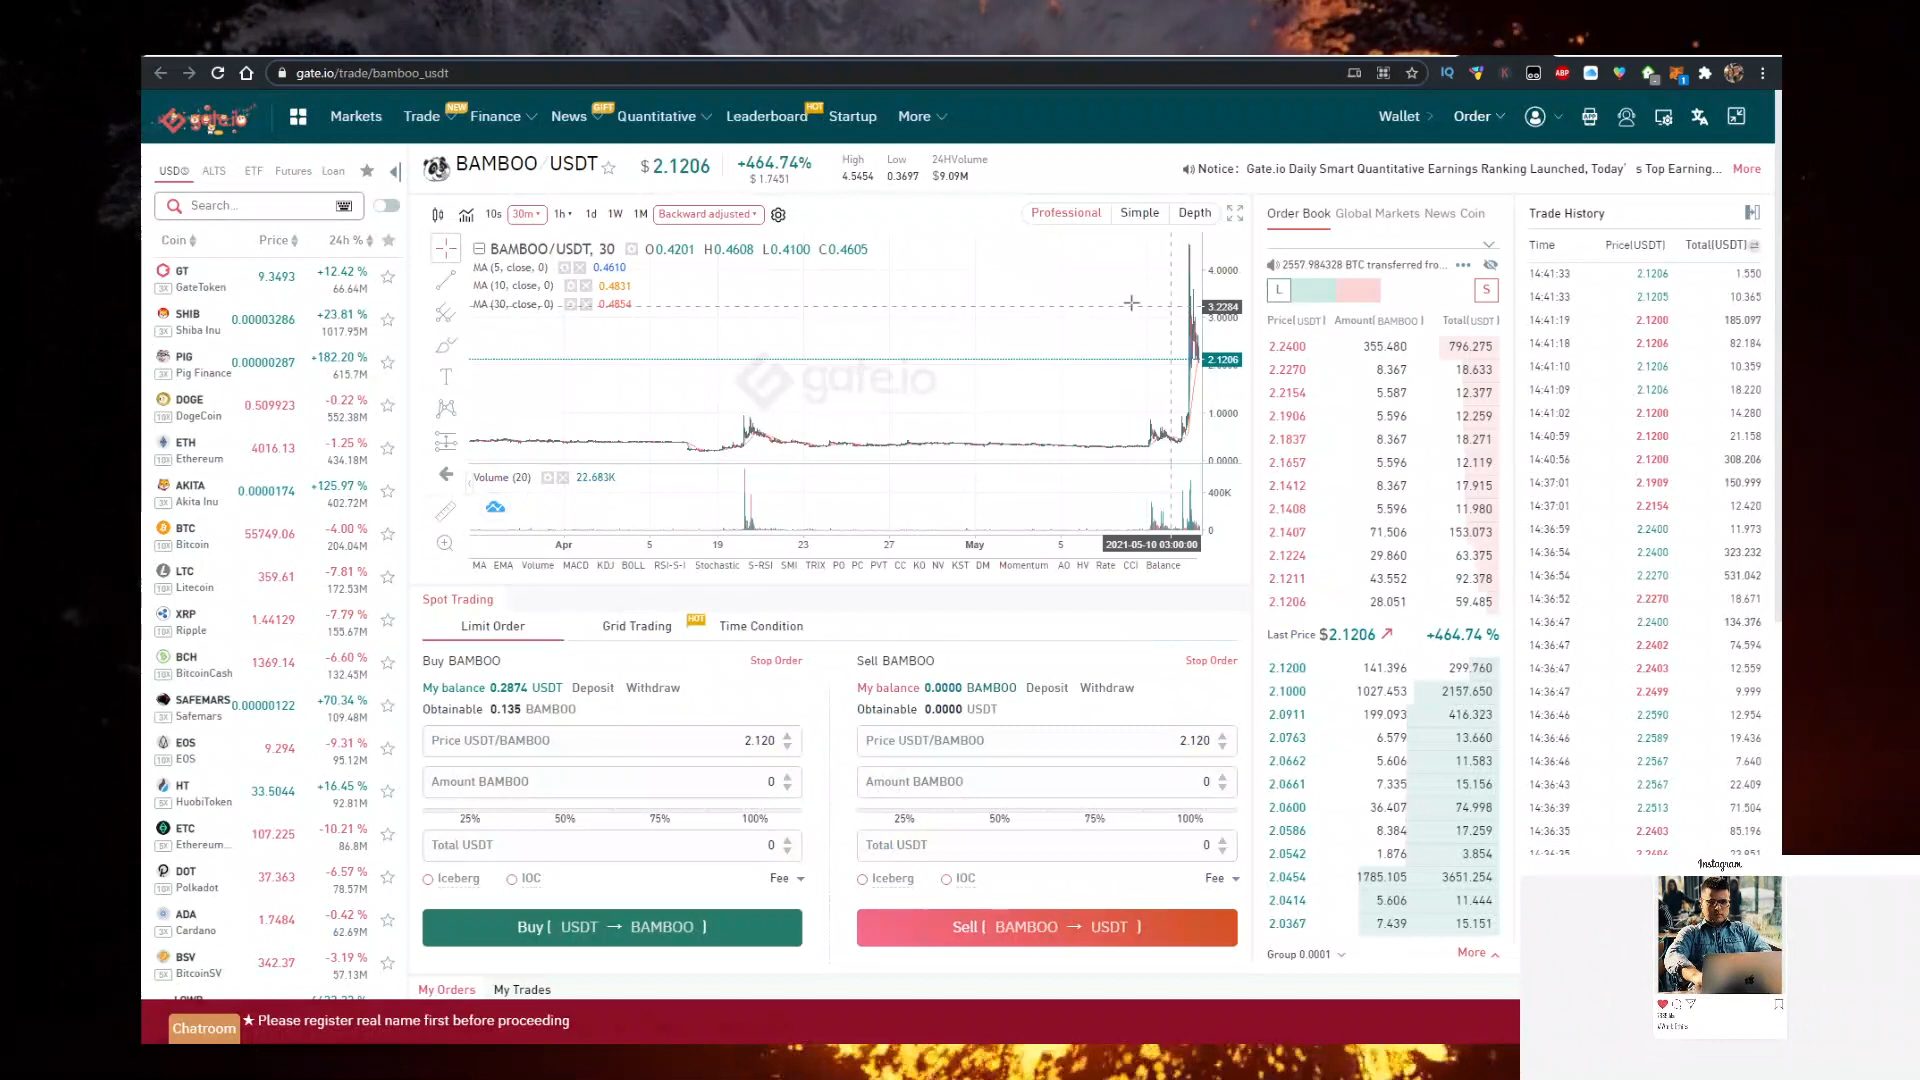 gate.io/trade/bamboo_usdt
gate.io
Markets
Trade
NEW
Finance
News
GIFT
Quantitative
Leaderboard
HOT
Startup
More
Wallet
Order
USDⓈ ALTS ETF Futures Loan
Search...
Coin Price 24h %
GT 9.3493 +12.42 %
3X GateToken 66.64M
SHIB 0.00003286 +23.81 %
3X Shiba Inu 1017.95M
PIG 0.00000287 +182.20 %
3X Pig Finance 615.7M
DOGE 0.509923 -0.22 %
10X DogeCoin 552.38M
ETH 4016.13 -1.25 %
10X Ethereum 434.18M
AKITA 0.0000174 +125.97 %
3X Akita Inu 402.72M
BTC 55749.06 -4.00 %
10X Bitcoin 204.04M
LTC 359.61 -7.81 %
10X Litecoin 172.53M
XRP 1.44129 -7.79 %
10X Ripple 155.67M
BCH 1369.14 -6.60 %
10X BitcoinCash 132.45M
SAFEMARS 0.00000122 +70.34 %
3X Safemars 109.48M
EOS 9.294 -9.31 %
10X EOS 95.12M
HT 33.5044 +16.45 %
5X HuobiToken 92.81M
ETC 107.225 -10.21 %
5X Ethereum... 86.8M
DOT 37.363 -6.57 %
10X Polkadot 78.57M
ADA 1.7484 -0.42 %
10X Cardano 62.69M
BSV 342.37 -3.19 %
5X BitcoinSV 57.13M
BAMBOO/USDT
$ 2.1206
+464.74%
$ 1.7451
High
4.5454
Low
0.3697
24HVolume
$9.09M
Notice: Gate.io Daily Smart Quantitative Earnings Ranking Launched, Today's Top Earning... More
10s 30m 1h 1d 1W 1M Backward adjusted
Professional Simple Depth
BAMBOO/USDT, 30 O0.4201 H0.4608 L0.4100 C0.4605
MA (5, close, 0) 0.4610
MA (10, close, 0) 0.4831
MA (30, close, 0) 0.4854
4.0000
3.2284
3.0000
2.1206
1.0000
0.0000
gate.io
Volume (20) 22.683K
400K
0
Apr 5 19 23 27 May 5 2021-05-10 03:00:00
MA EMA Volume MACD KDJ BOLL RSI-S-I Stochastic S-RSI SMI TRIX PO PC PVT CC KO NV KST DM Momentum AO HV Rate CCI Balance
Spot Trading
Limit Order Grid Trading HOT Time Condition
Buy BAMBOO Stop Order
My balance 0.2874 USDT Deposit Withdraw
Obtainable 0.135 BAMBOO
Price USDT/BAMBOO 2.120
Amount BAMBOO 0
25% 50% 75% 100%
Total USDT 0
Iceberg IOC Fee
Buy( USDT → BAMBOO )
Sell BAMBOO Stop Order
My balance 0.0000 BAMBOO Deposit Withdraw
Obtainable 0.0000 USDT
Price USDT/BAMBOO 2.120
Amount BAMBOO 0
25% 50% 75% 100%
Total USDT 0
Iceberg IOC Fee
Sell( BAMBOO → USDT )
My Orders My Trades
Order Book Global Markets News Coin
2557.984328 BTC transferred fro...
L S
Price(USDT) Amount(BAMBOO) Total(USDT)
2.2400 355.480 796.275
2.2270 8.367 18.633
2.2154 5.587 12.377
2.1906 5.596 12.259
2.1837 8.367 18.271
2.1657 5.596 12.119
2.1412 8.367 17.915
2.1408 5.596 11.980
2.1407 71.506 153.073
2.1224 29.860 63.375
2.1211 43.552 92.378
2.1206 28.051 59.485
Last Price $2.1206 +464.74 %
2.1200 141.396 299.760
2.1000 1027.453 2157.650
2.0911 199.093 416.323
2.0763 6.579 13.660
2.0662 5.606 11.583
2.0661 7.335 15.156
2.0600 36.407 74.998
2.0586 8.384 17.259
2.0542 1.876 3.854
2.0454 1785.105 3651.254
2.0414 5.606 11.444
2.0367 7.439 15.151
Group 0.0001 More
Trade History
Time Price(USDT) Total(USDT)
14:41:33 2.1206 1.550
14:41:33 2.1205 10.365
14:41:19 2.1200 185.097
14:41:18 2.1206 82.184
14:41:10 2.1206 10.359
14:41:09 2.1206 18.220
14:41:02 2.1200 14.280
14:40:59 2.1200 21.158
14:40:56 2.1200 308.206
14:37:01 2.1909 150.999
14:37:01 2.2154 12.420
14:36:59 2.2400 11.973
14:36:54 2.2400 323.232
14:36:54 2.2270 531.042
14:36:52 2.2270 18.671
14:36:47 2.2400 134.376
14:36:47 2.2402 74.594
14:36:47 2.2403 12.559
14:36:47 2.2499 9.999
14:36:46 2.2590 12.954
14:36:46 2.2589 19.436
14:36:46 2.2567 7.640
14:36:43 2.2567 22.409
14:36:39 2.2513 71.504
14:36:35 2.2403 85.196
Chatroom
★ Please register real name first before proceeding
Instagram